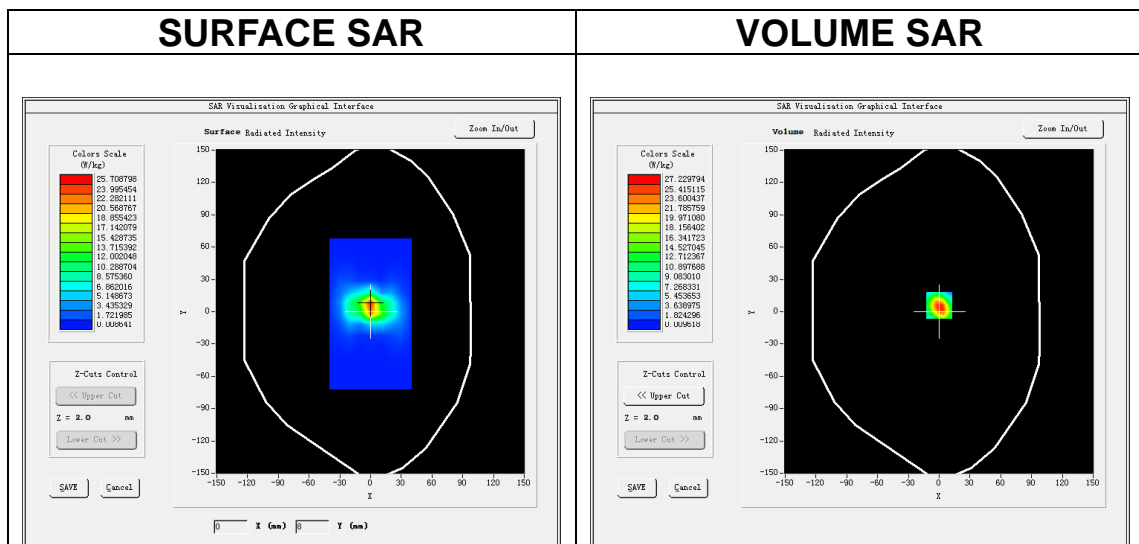 SURFACE SAR
SAR Visualisation Graphical Interface
Surface Radiated Intensity
Zoom In/Out
Colors Scale
(W/kg)
25.708798
23.995454
22.282111
20.568767
18.855423
17.142079
15.428735
13.715392
12.002048
10.288704
8.575360
6.862016
5.148673
3.435329
1.721985
0.008641
Z-Cuts Control
<< Upper Cut
Z = 2.0 mm
Lower Cut >>
SAVE Cancel
150
120
90
60
30
0
-30
-60
-90
-120
-150
Y
-150 -120 -90 -60 -30 0 30 60 90 120 150
X
0 X (mm) 8 Y (mm)
VOLUME SAR
SAR Visualisation Graphical Interface
Volume Radiated Intensity
Zoom In/Out
Colors Scale
(W/kg)
27.229794
25.415115
23.600437
21.785759
19.971080
18.156402
16.341723
14.527045
12.712367
10.897688
9.083010
7.268331
5.453653
3.638975
1.824296
0.009618
Z-Cuts Control
<< Upper Cut
Z = 2.0 mm
Lower Cut >>
SAVE Cancel
150
120
90
60
30
0
-30
-60
-90
-120
-150
Y
-150 -120 -90 -60 -30 0 30 60 90 120 150
X